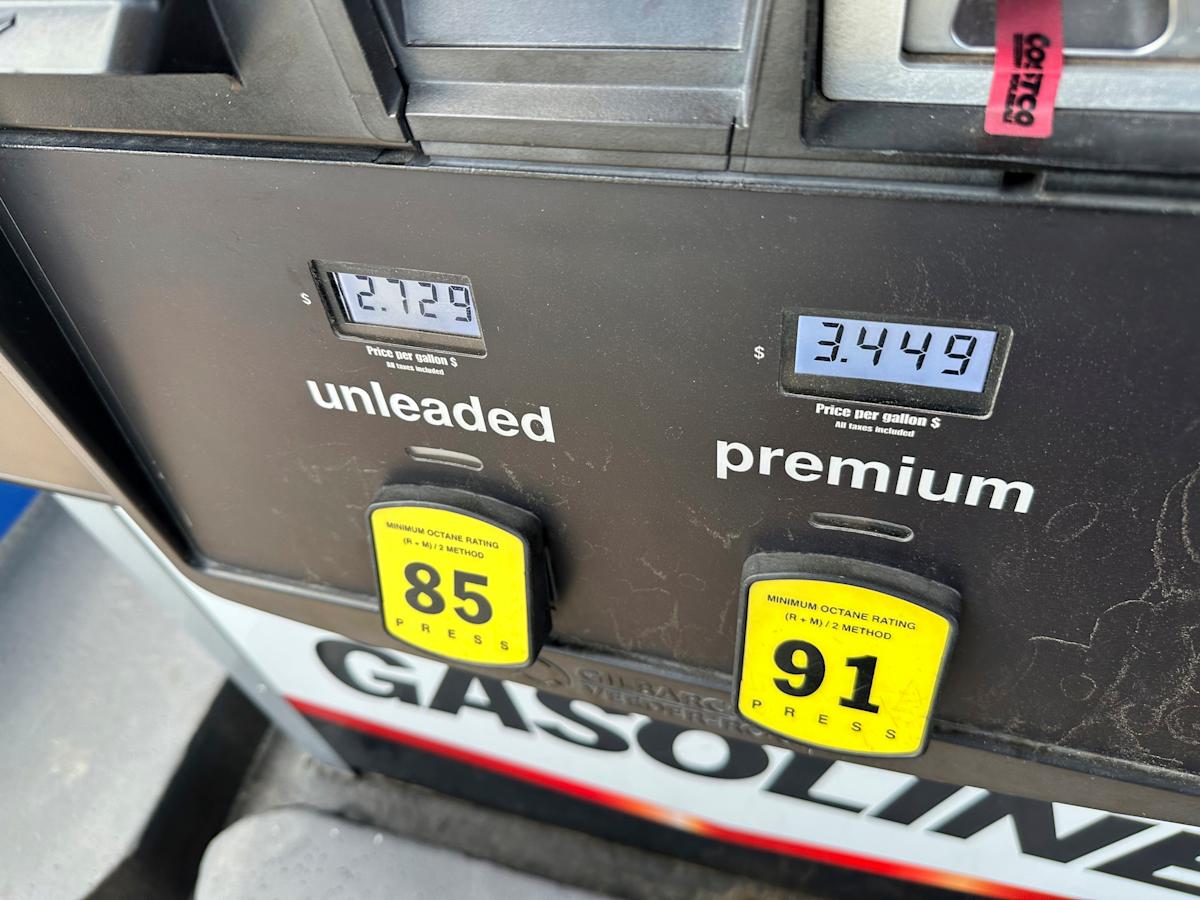 COSTCO
$ 2.729
Price per gallon $
All taxes included
unleaded
$ 3.449
Price per gallon $
All taxes included
premium
MINIMUM OCTANE RATING
(R + M) / 2 METHOD
85
PRESS
MINIMUM OCTANE RATING
(R + M) / 2 METHOD
91
PRESS
GILBARCO
GASOLINE